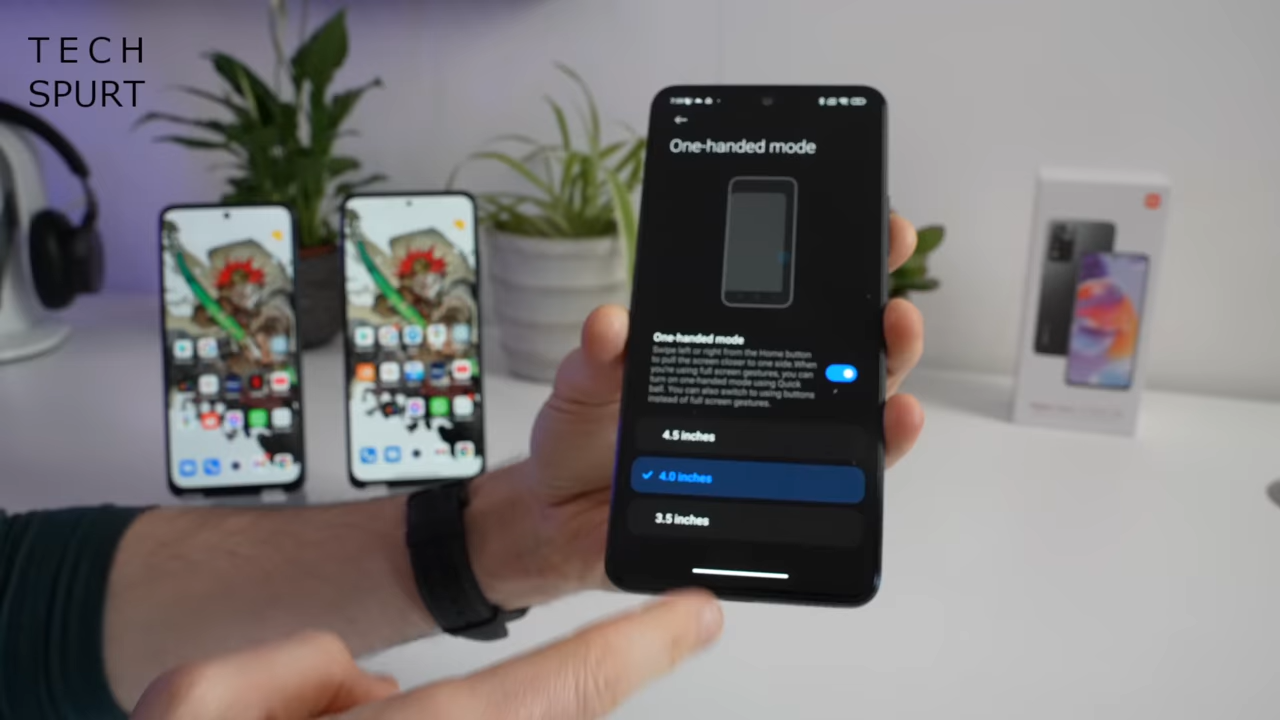 TECH
SPURT
One-handed mode
One-handed mode
Swipe left or right from the Home button
to pull the screen closer to one side. When
you're using full screen gestures, you can
turn on one-handed mode using Quick
ball. You can also switch to using buttons
instead of full screen gestures.
4.5 inches
4.0 inches
3.5 inches